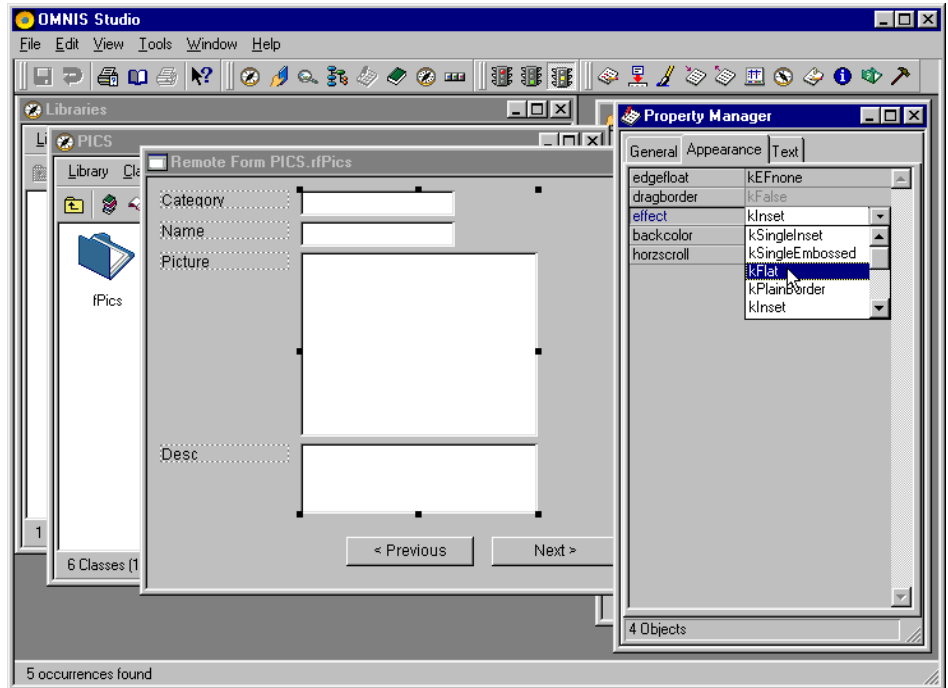 OMNIS Studio
File Edit View Tools Window Help
Libraries
PICS
Library
fPics
1
6 Classes (1
Remote Form PICS.rfPics
Category
Name
Picture
Desc
< Previous Next >
Property Manager
General Appearance Text
edgefloat kEFnone
dragborder kFalse
effect kInset
backcolor kSingleInset
horzscroll kSingleEmbossed
kFlat
kPlainBorder
kInset
4 Objects
5 occurrences found